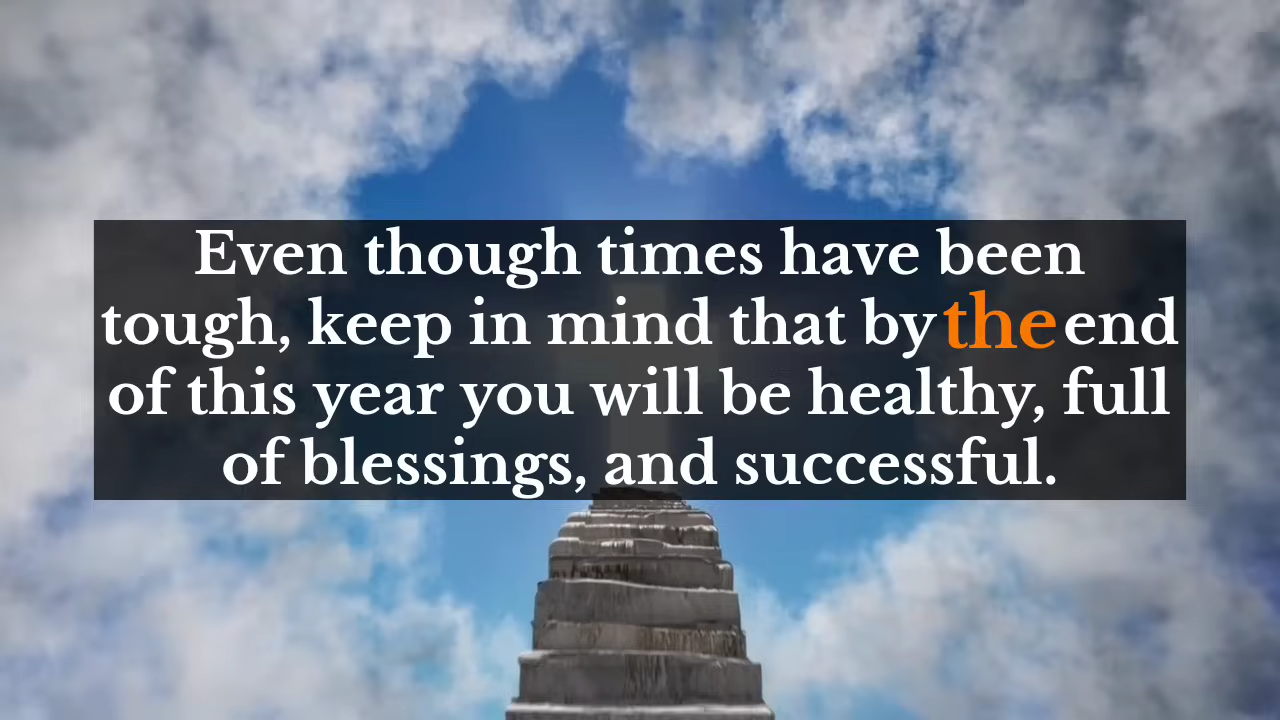 Even though times have been
tough, keep in mind that by the end
of this year you will be healthy, full
of blessings, and successful.